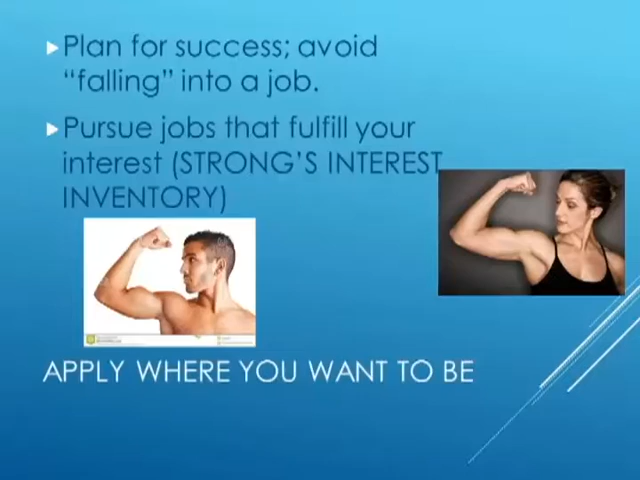 Plan for success; avoid
“falling” into a job.
Pursue jobs that fulfill your
interest (STRONG’S INTEREST
INVENTORY)
APPLY WHERE YOU WANT TO BE